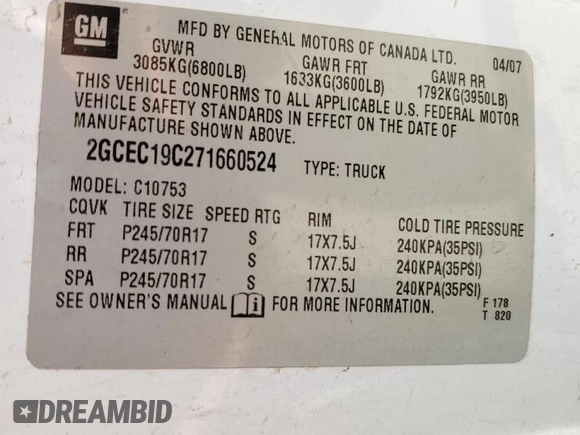 GM
MFD BY GENERAL MOTORS OF CANADA LTD. 04/07
GVWR GAWR FRT GAWR RR
3085KG(6800LB) 1633KG(3600LB) 1792KG(3950LB)
THIS VEHICLE CONFORMS TO ALL APPLICABLE U.S. FEDERAL MOTOR
VEHICLE SAFETY STANDARDS IN EFFECT ON THE DATE OF
MANUFACTURE SHOWN ABOVE.
2GCEC19C271660524 TYPE: TRUCK
MODEL: C10753
CQVK TIRE SIZE SPEED RTG RIM COLD TIRE PRESSURE
FRT P245/70R17 S 17X7.5J 240KPA(35PSI)
RR P245/70R17 S 17X7.5J 240KPA(35PSI)
SPA P245/70R17 S 17X7.5J 240KPA(35PSI)
SEE OWNER'S MANUAL FOR MORE INFORMATION.
F 178
T 820
DREAMBID